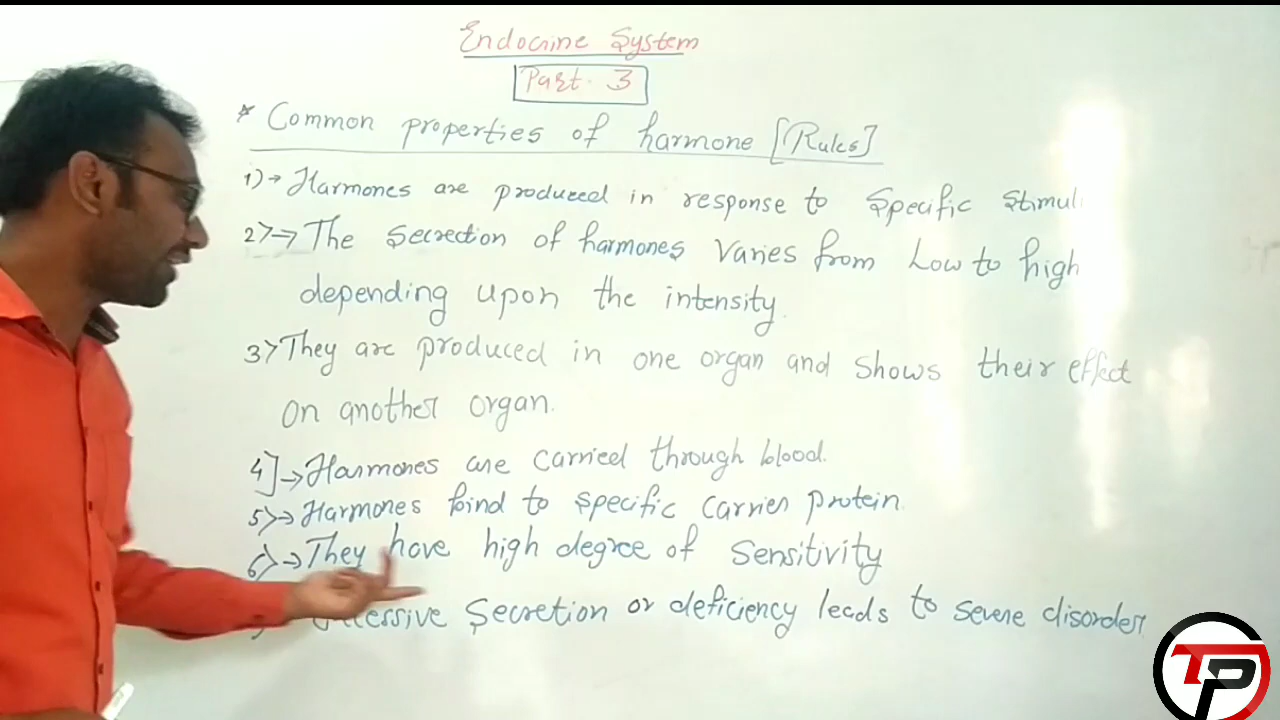 Endocrine System
Part - 3
* Common properties of harmone [Rules]
1) → Harmones are produced in response to Specific Stimuli
2) → The Secrection of harmones Varies from Low to high
depending upon the intensity.
3) They are produced in one organ and Shows their effect
On another organ.
4] → Harmones are carried through blood.
5) → Harmones bind to specific carrier protein.
6) → They have high degree of Sensitivity
Secretion or deficiency leads to severe disorder.
TP